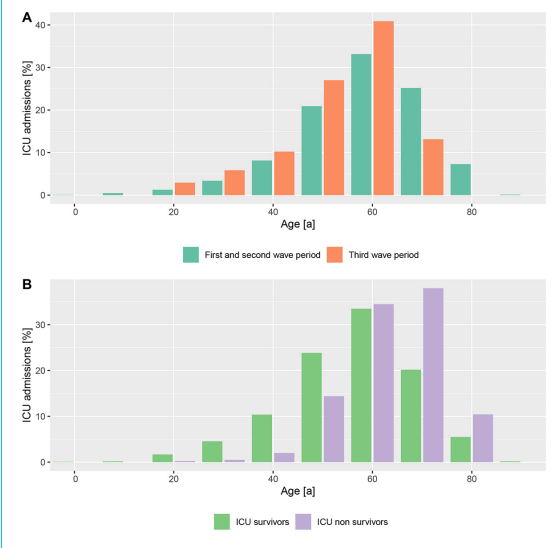 A
ICU admissions [%]
40
30
20
10
0
0 20 40 60 80
Age [a]
First and second wave period Third wave period
B
ICU admissions [%]
30
20
10
0
0 20 40 60 80
Age [a]
ICU survivors ICU non survivors